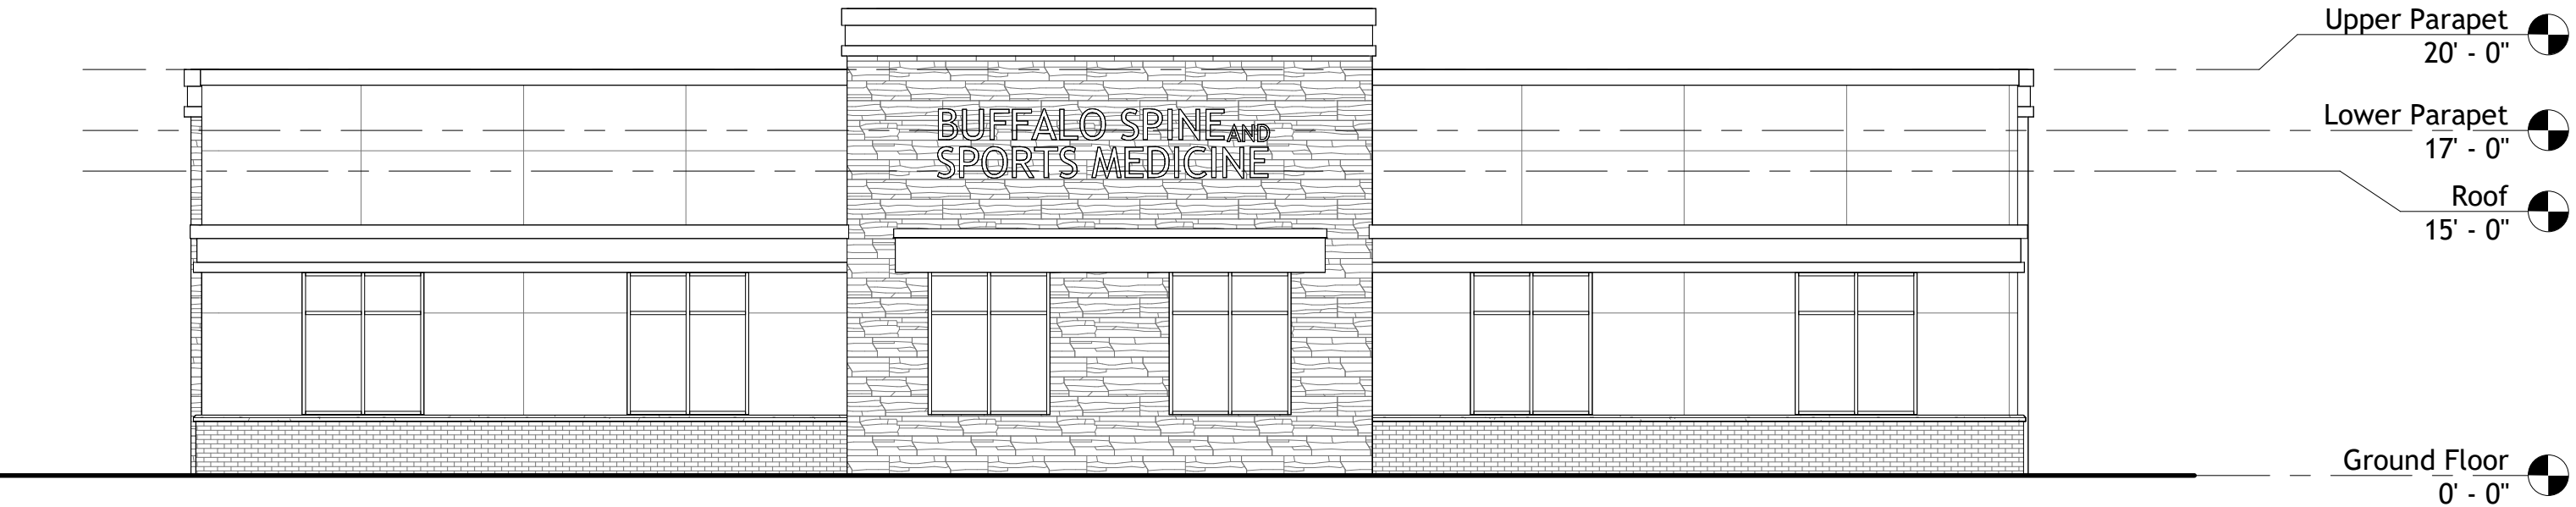 Upper Parapet
20' - 0"
BUFFALO SPINE AND
SPORTS MEDICINE
Lower Parapet
17' - 0"
Roof
15' - 0"
Ground Floor
0' - 0"